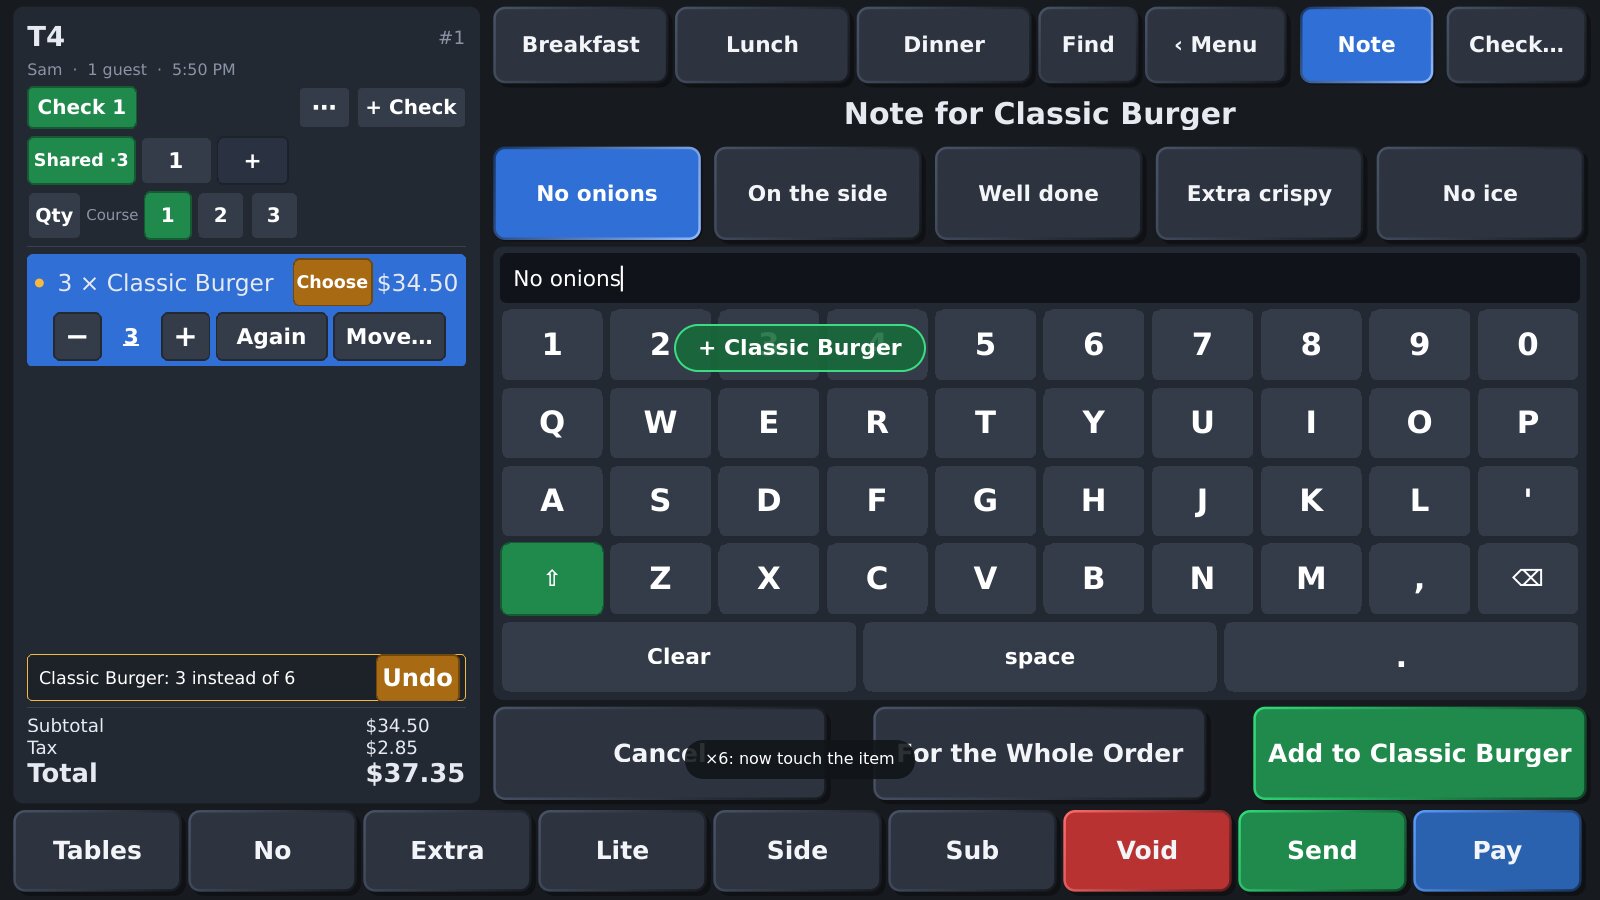 T4 #1
Sam · 1 guest · 5:50 PM
Check 1 ... + Check
Shared ·3 1 +
Qty Course 1 2 3
3 × Classic Burger Choose $34.50
− 3 + Again Move...
Classic Burger: 3 instead of 6 Undo
Subtotal $34.50
Tax $2.85
Total $37.35
Breakfast Lunch Dinner Find ‹ Menu Note Check...
Note for Classic Burger
No onions On the side Well done Extra crispy No ice
No onions
1 2 + Classic Burger 5 6 7 8 9 0
Q W E R T Y U I O P
A S D F G H J K L '
⇧ Z X C V B N M , ⌫
Clear space .
Cancel For the Whole Order Add to Classic Burger
×6: now touch the item
Tables No Extra Lite Side Sub Void Send Pay